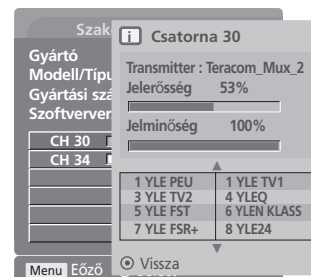 Szak
Gyártó
Modell/Típu
Gyártási szá
Szoftverver
CH 30
CH 34
i Csatorna 30
Transmitter : Teracom_Mux_2
Jelerősség 53%
Jelminőség 100%
1 YLE PEU 1 YLE TV1
3 YLE TV2 4 YLEQ
5 YLE FST 6 YLEN KLASS
7 YLE FSR+ 8 YLE24
Vissza
Menu Előző